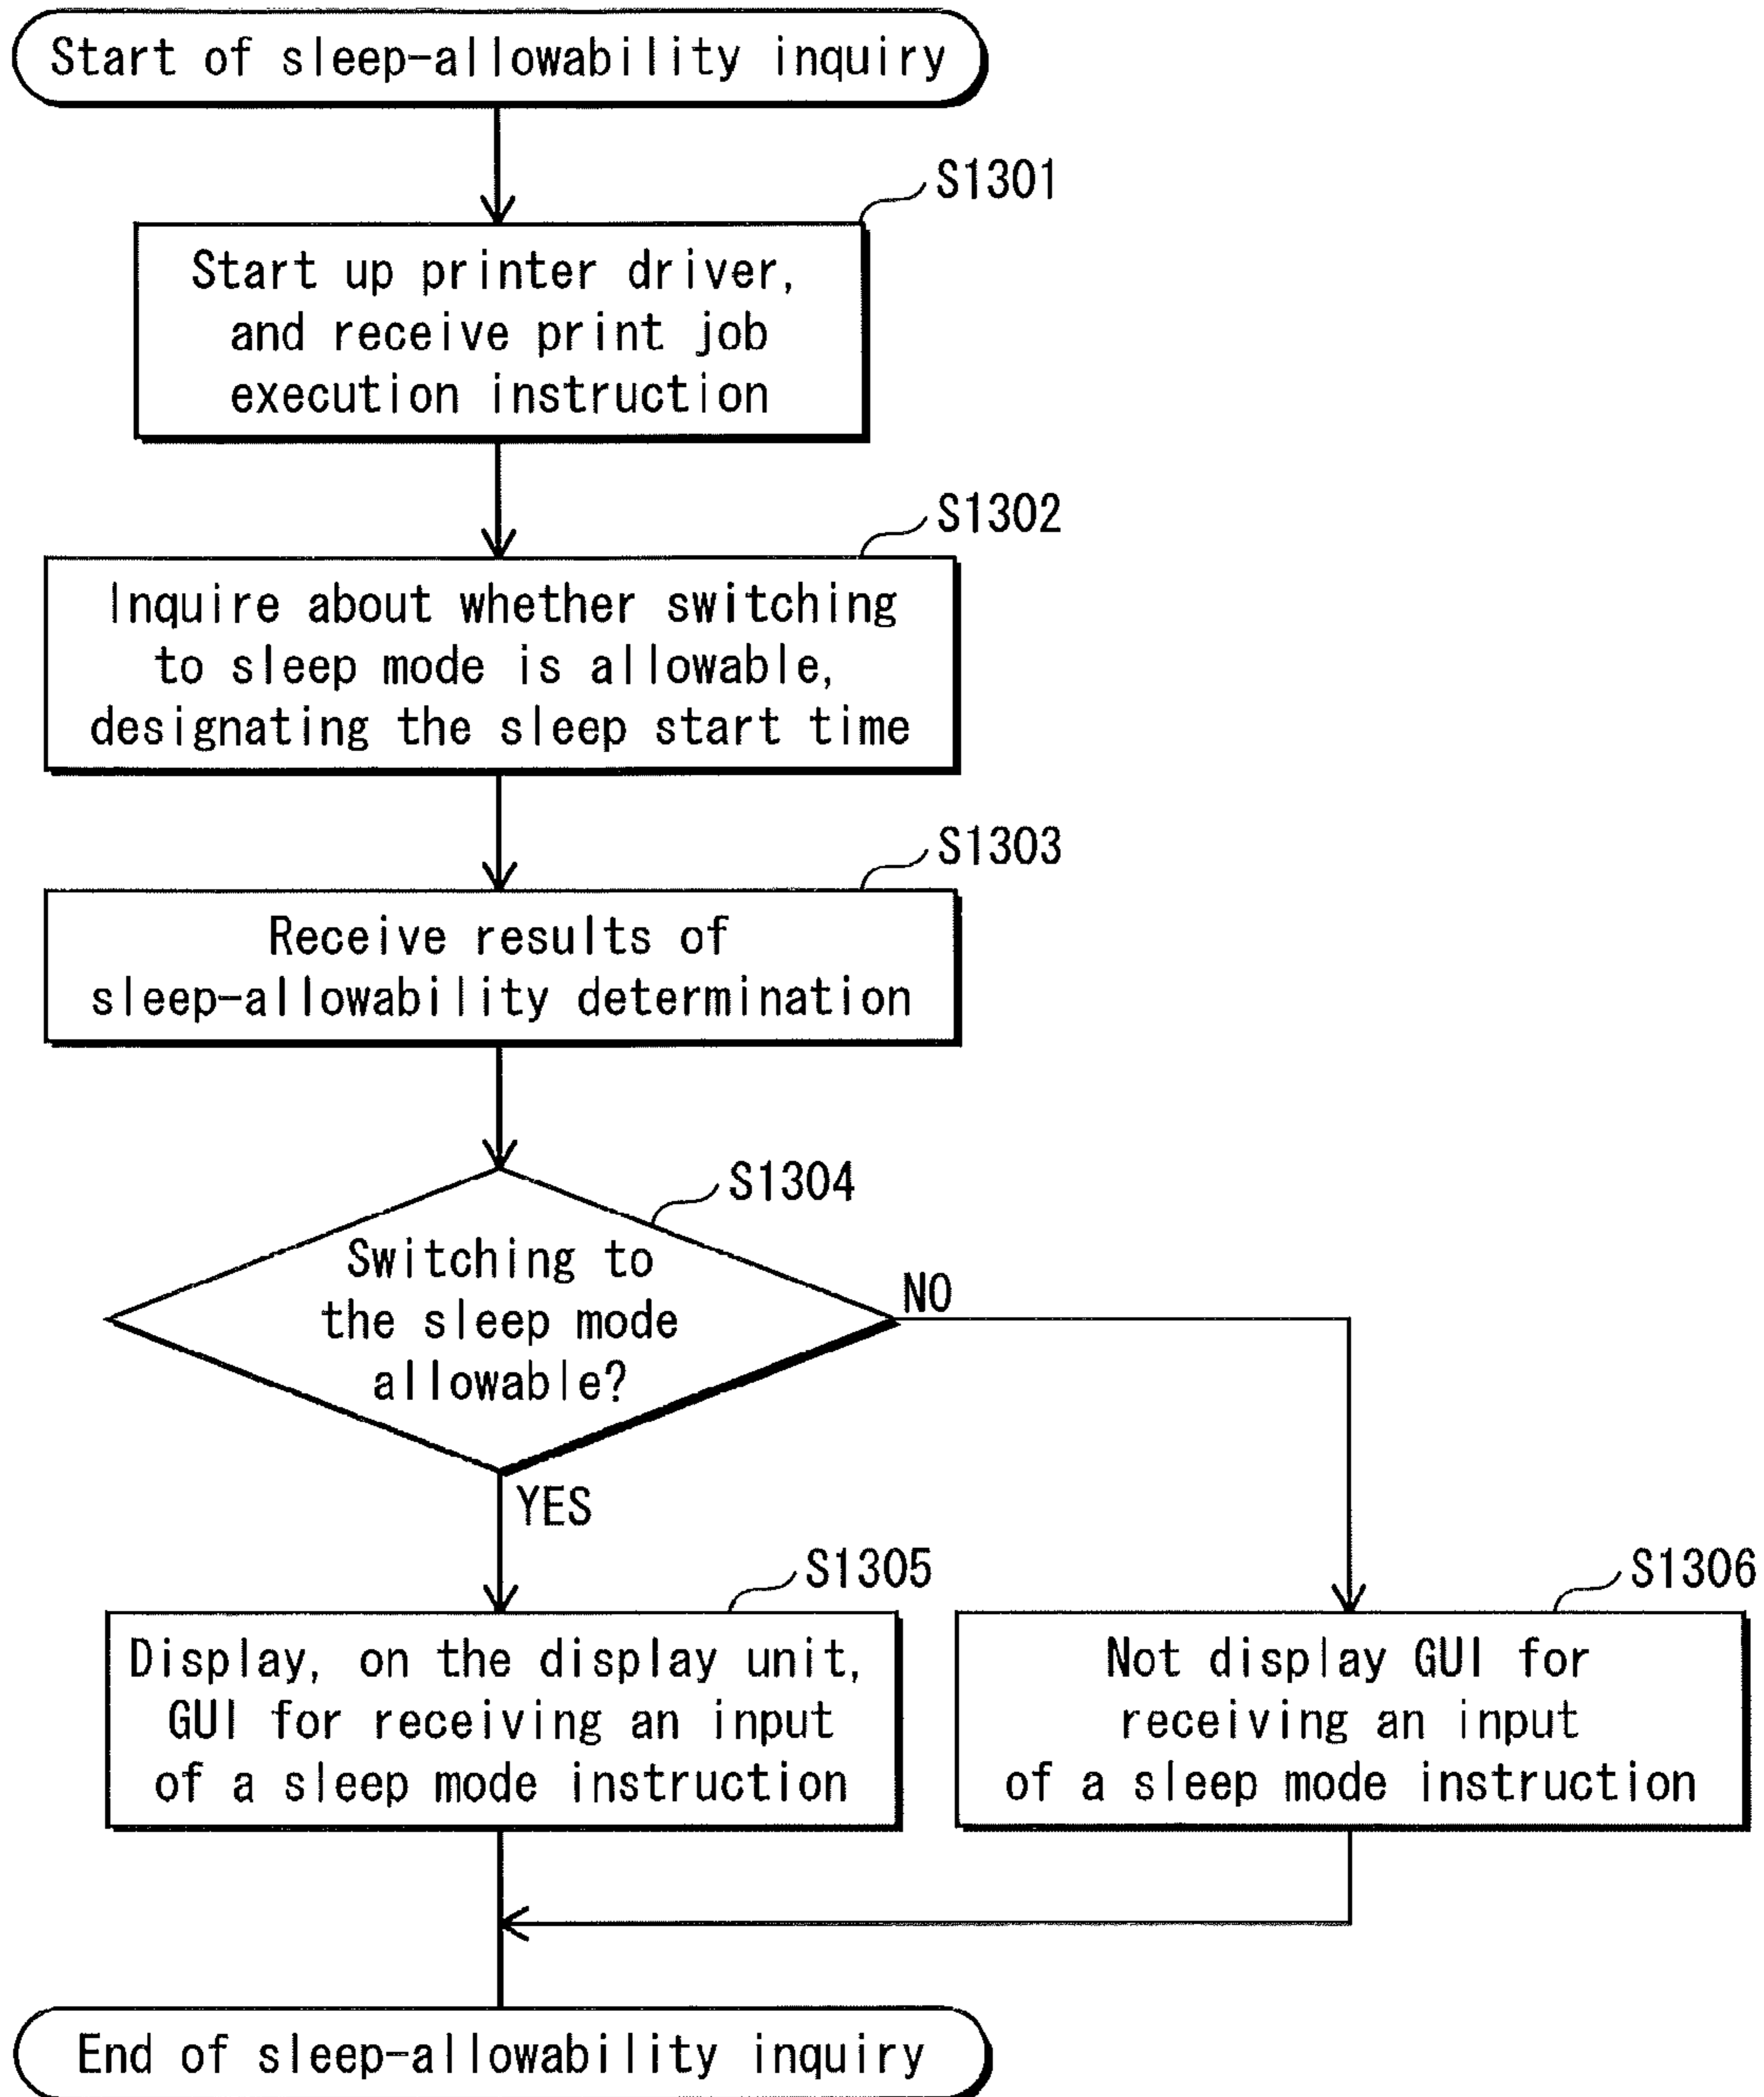 Start of sleep-allowability inquiry
S1301
Start up printer driver,
and receive print job
execution instruction
S1302
Inquire about whether switching
to sleep mode is allowable,
designating the sleep start time
S1303
Receive results of
sleep-allowability determination
S1304
Switching to
the sleep mode
allowable?
NO
YES
S1305
Display, on the display unit,
GUI for receiving an input
of a sleep mode instruction
S1306
Not display GUI for
receiving an input
of a sleep mode instruction
End of sleep-allowability inquiry